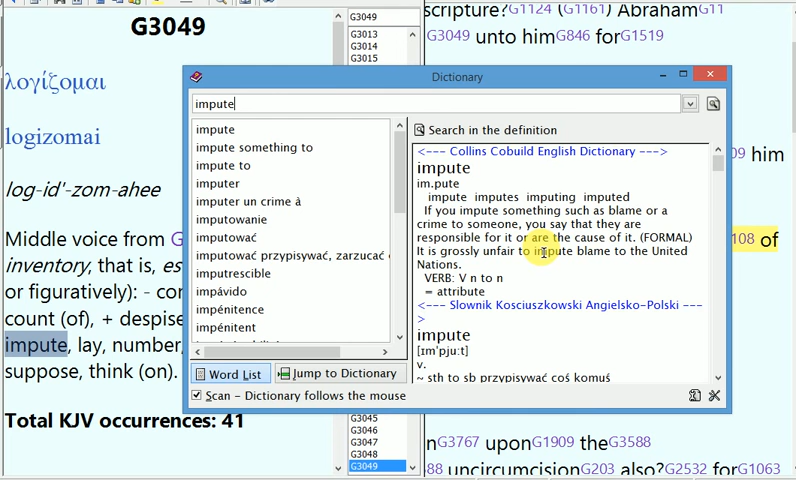 G3049
λογίζομαι
logizomai
log-id'-zom-ahee
Middle voice from G
inventory, that is, es
or figuratively): - con
count (of), + despise
impute, lay, number,
suppose, think (on).
Total KJV occurrences: 41
G3049
G3013
G3014
G3015
G3045
G3046
G3047
G3048
G3049
scripture?G1124 (G1161) Abraham G11
G3049 unto himG846 forG1519
09 him
108 of
nG3767 uponG1909 theG3588
88 uncircumcisionG203 also?G2532 forG1063
Dictionary
impute
impute
impute something to
impute to
imputer
imputer un crime à
imputowanie
imputować
imputować przypisywać, zarzucać
imputrescible
impávido
impénitence
impénitent
Word List
Jump to Dictionary
Scan - Dictionary follows the mouse
Search in the definition
<--- Collins Cobuild English Dictionary --->
impute
im.pute
impute imputes imputing imputed
If you impute something such as blame or a
crime to someone, you say that they are
responsible for it or are the cause of it. (FORMAL)
It is grossly unfair to impute blame to the United
Nations.
VERB: V n to n
= attribute
<--- Slownik Kosciuszkowski Angielsko-Polski ---
>
impute
[ɪm'pju:t]
v.
~ sth to sb przypisywać coś komuś